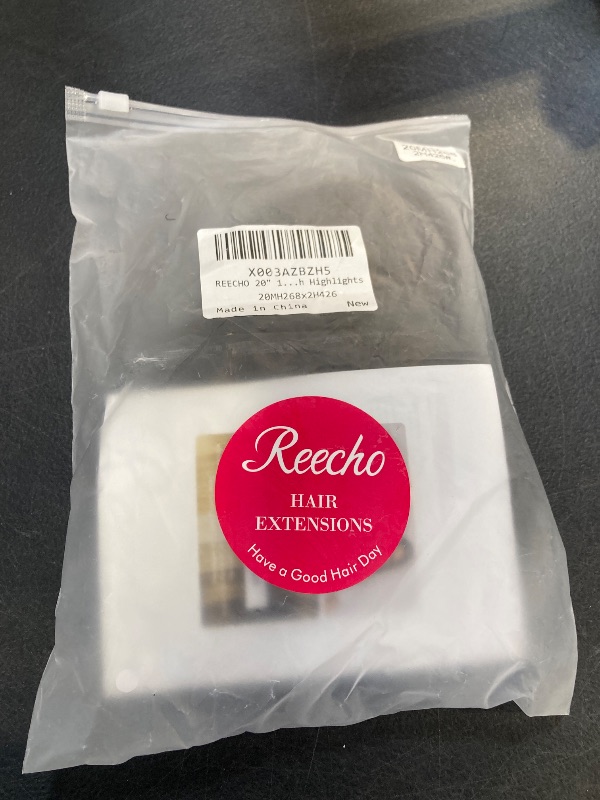 X003AZBZH5
REECHO 20" 1...h Highlights
20MH268x2H426
Made in China New
Reecho
HAIR
EXTENSIONS
Have a Good Hair Day